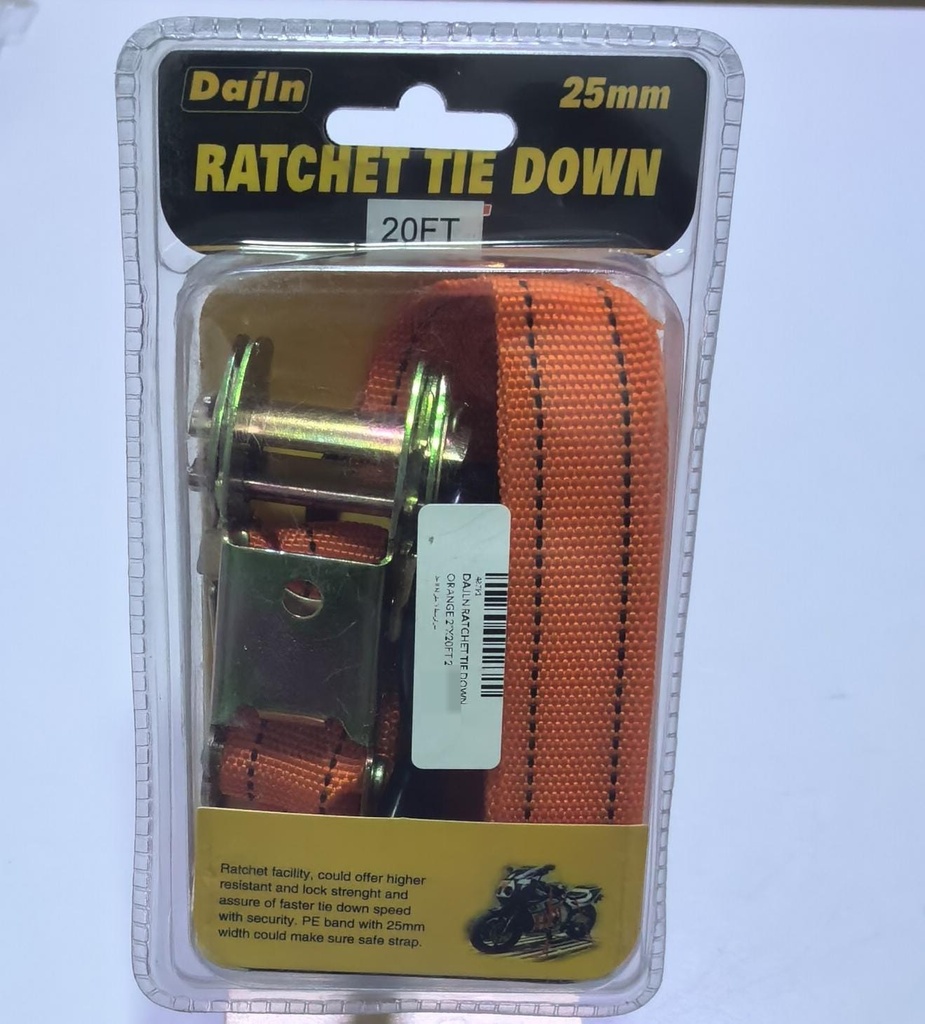 Dajln
25mm
RATCHET TIE DOWN
20FT
DAJLN RATCHET TIE DOWN
ORANGE 2"X20FT 2
Ratchet facility, could offer higher
resistant and lock strenght and
assure of faster tie down speed
with security. PE band with 25mm
width could make sure safe strap.